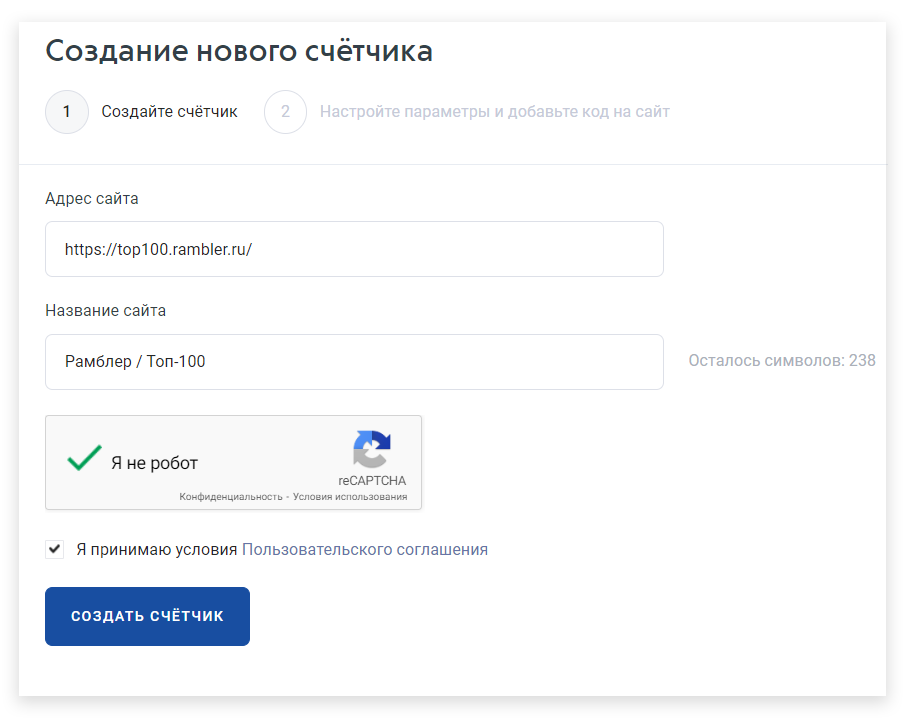 Создание нового счётчика
1 Создайте счётчик 2 Настройте параметры и добавьте код на сайт
Адрес сайта
https://top100.rambler.ru/
Название сайта
Рамблер / Топ-100 Осталось символов: 238
Я не робот
reCAPTCHA
Конфиденциальность - Условия использования
Я принимаю условия Пользовательского соглашения
СОЗДАТЬ СЧЁТЧИК